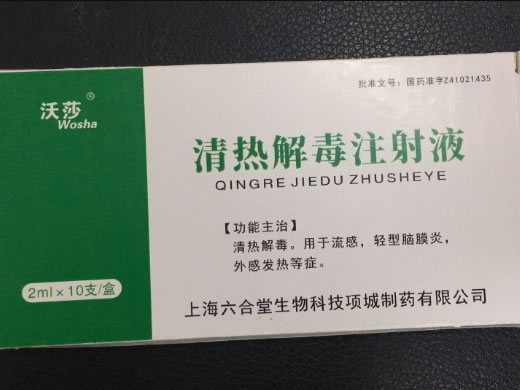 批准文号：国药准字Z41021435
沃莎®
Wosha
清热解毒注射液
QINGRE JIEDU ZHUSHEYE
【功能主治】
清热解毒。用于流感，轻型脑膜炎，
外感发热等症。
2ml×10支/盒
上海六合堂生物科技项城制药有限公司